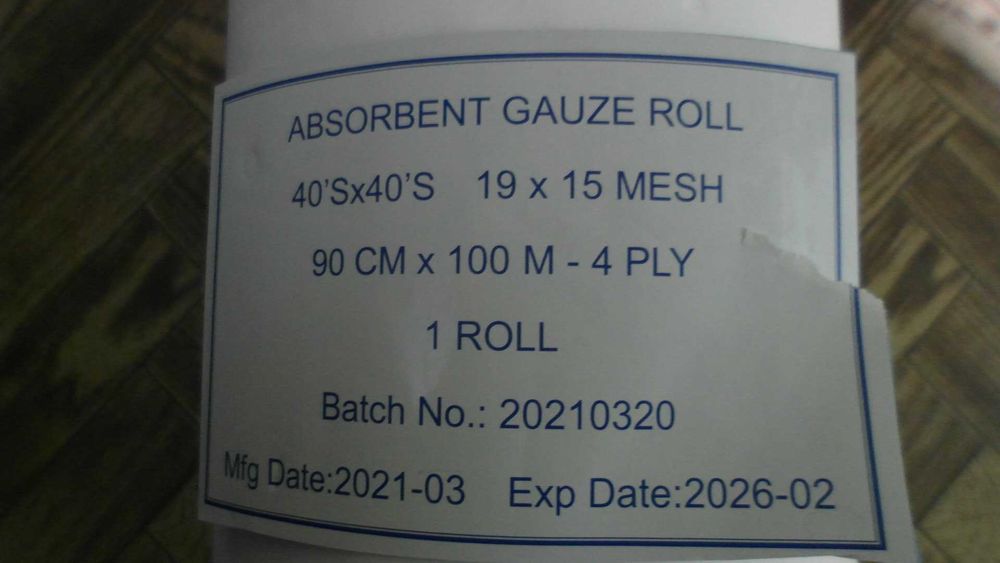 ABSORBENT GAUZE ROLL
40'Sx40'S 19 x 15 MESH
90 CM x 100 M - 4 PLY
1 ROLL
Batch No.: 20210320
Mfg Date:2021-03 Exp Date:2026-02